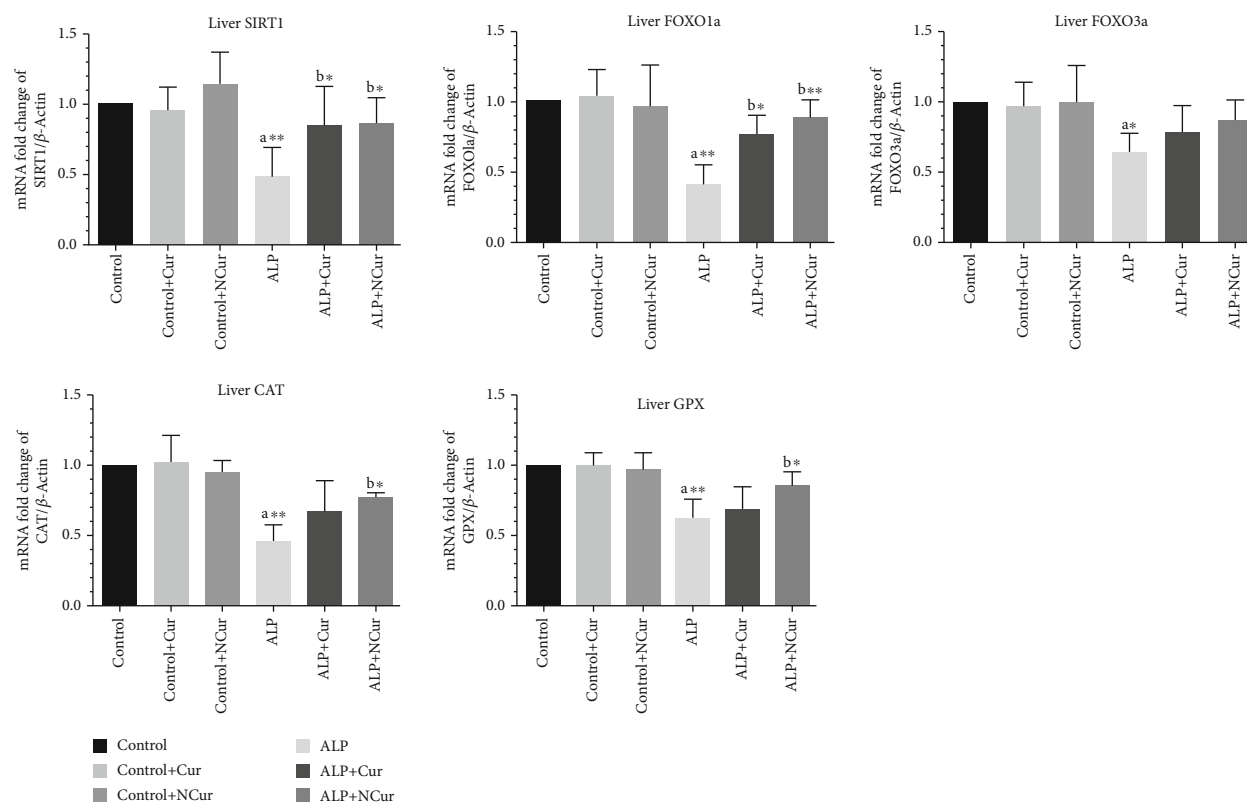 Liver SIRT1
mRNA fold change of
SIRT1/β-Actin
1.5
1.0
0.5
0.0
a**
b*
b*
Control
Control+Cur
Control+NCur
ALP
ALP+Cur
ALP+NCur
Liver FOXO1a
mRNA fold change of
FOXOla/β-Actin
1.5
1.0
0.5
0.0
a**
b*
b**
Control
Control+Cur
Control+NCur
ALP
ALP+Cur
ALP+NCur
Liver FOXO3a
mRNA fold change of
FOXO3a/β-Actin
1.5
1.0
0.5
0.0
a*
Control
Control+Cur
Control+NCur
ALP
ALP+Cur
ALP+NCur
Liver CAT
mRNA fold change of
CAT/β-Actin
1.5
1.0
0.5
0.0
a**
b*
Control
Control+Cur
Control+NCur
ALP
ALP+Cur
ALP+NCur
Liver GPX
mRNA fold change of
GPX/β-Actin
1.5
1.0
0.5
0.0
a**
b*
Control
Control+Cur
Control+NCur
ALP
ALP+Cur
ALP+NCur
Control
Control+Cur
Control+NCur
ALP
ALP+Cur
ALP+NCur